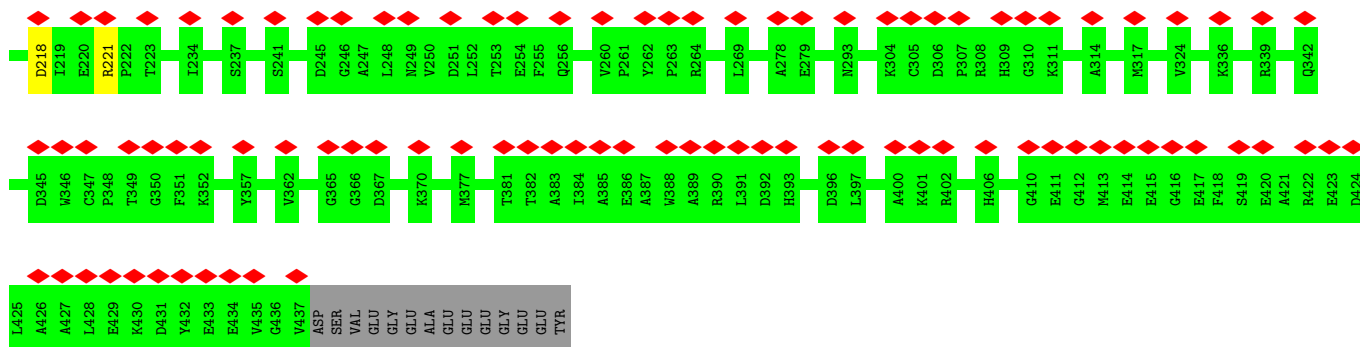 D218 I219 E220 R221 P222 T223 I234 S237 S241 D245 G246 A247 L248 N249 V250 D251 L252 T253 E254 F255 Q256 V260 P261 Y262 P263 R264 L269 A278 E279 N293 K304 C305 D306 P307 R308 H309 G310 K311 A314 M317 V324 K336 R339 Q342
D345 W346 C347 P348 T349 G350 F351 K352 Y357 V362 G365 G366 D367 K370 M377 T381 T382 A383 I384 A385 E386 A387 W388 A389 R390 L391 D392 H393 D396 L397 A400 K401 R402 H406 G410 E411 G412 M413 E414 E415 G416 E417 F418 S419 E420 A421 R422 E423 D424
L425 A426 A427 L428 E429 K430 D431 Y432 E433 E434 V435 G436 V437 ASP SER VAL GLU GLY GLU GLU ALA GLU GLU GLU GLY GLU GLU TYR